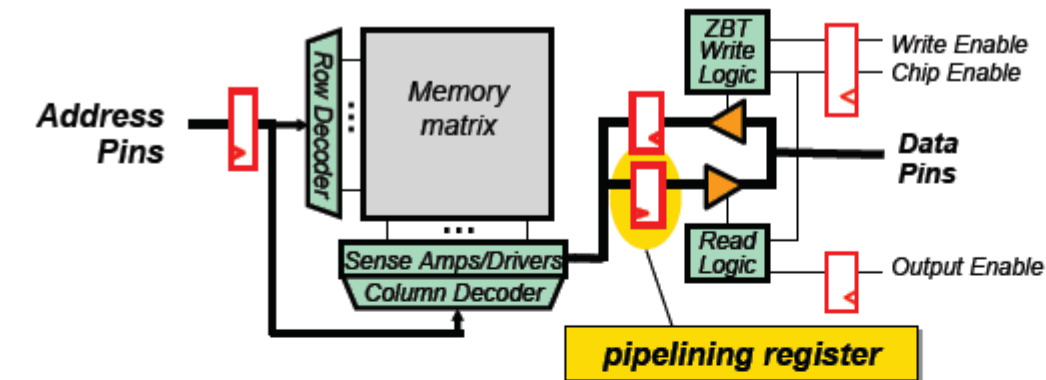 ZBT
Write
Logic
Write Enable
Chip Enable
Row Decoder
Memory
matrix
Address
Pins
Data
Pins
...
...
Sense Amps/Drivers
Column Decoder
Read
Logic
Output Enable
pipelining register